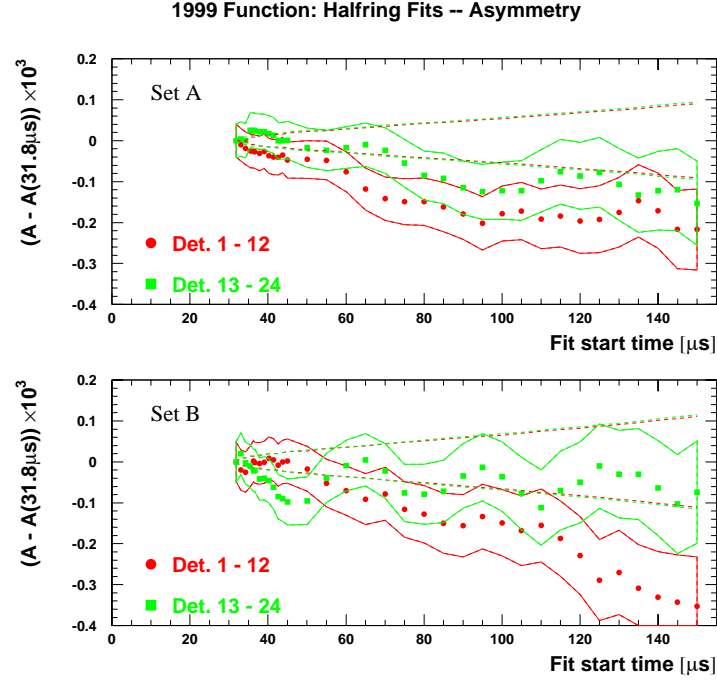 1999 Function: Halfring Fits -- Asymmetry
(A - A(31.8μs)) ×10³
0.2
0.1
0
-0.1
-0.2
-0.3
-0.4
Set A
Det. 1 - 12
Det. 13 - 24
0 20 40 60 80 100 120 140
Fit start time [μs]
(A - A(31.8μs)) ×10³
0.2
0.1
0
-0.1
-0.2
-0.3
-0.4
Set B
Det. 1 - 12
Det. 13 - 24
0 20 40 60 80 100 120 140
Fit start time [μs]